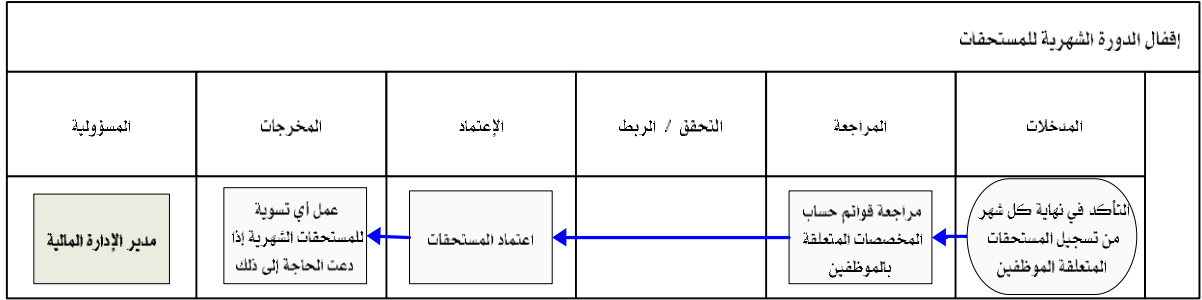 إقفال الدورة الشهرية للمستحقات
المدخلات
المراجعة
التحقق / الربط
الإعتماد
المخرجات
المسؤولية
التأكد في نهاية كل شهر
من تسجيل المستحقات
المتعلقة الموظفين
مراجعة قوائم حساب
المخصصات المتعلقة
بالموظفين
اعتماد المستحقات
عمل أي تسوية
للمستحقات الشهرية إذا
دعت الحاجة إلى ذلك
مدير الإدارة المالية